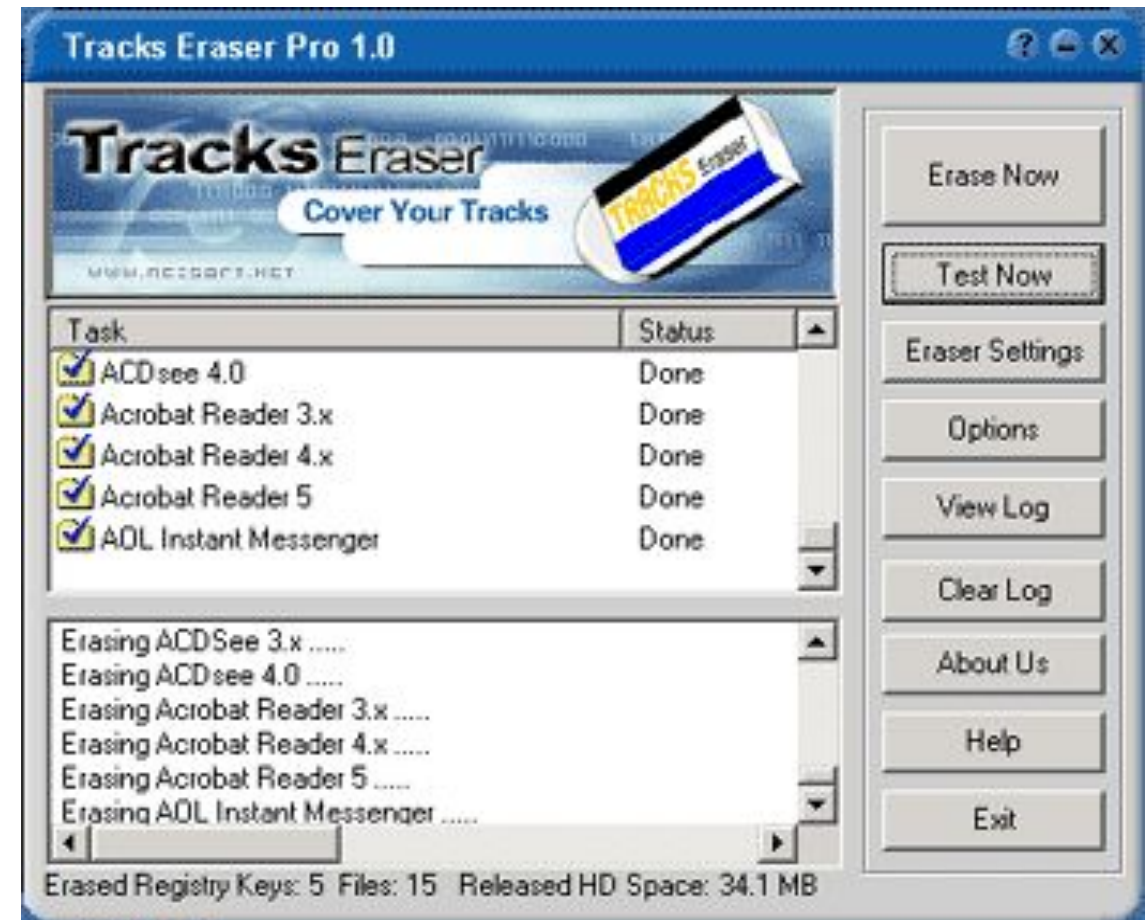 Tracks Eraser Pro 1.0
Tracks Eraser
Cover Your Tracks
TRACKS Eraser
www.acesoft.net
Task Status
ACDsee 4.0 Done
Acrobat Reader 3.x Done
Acrobat Reader 4.x Done
Acrobat Reader 5 Done
AOL Instant Messenger Done
Erasing ACDSee 3.x .....
Erasing ACDsee 4.0 .....
Erasing Acrobat Reader 3.x .....
Erasing Acrobat Reader 4.x .....
Erasing Acrobat Reader 5 .....
Erasing AOL Instant Messenger .....
Erased Registry Keys: 5 Files: 15 Released HD Space: 34.1 MB
Erase Now
Test Now
Eraser Settings
Options
View Log
Clear Log
About Us
Help
Exit